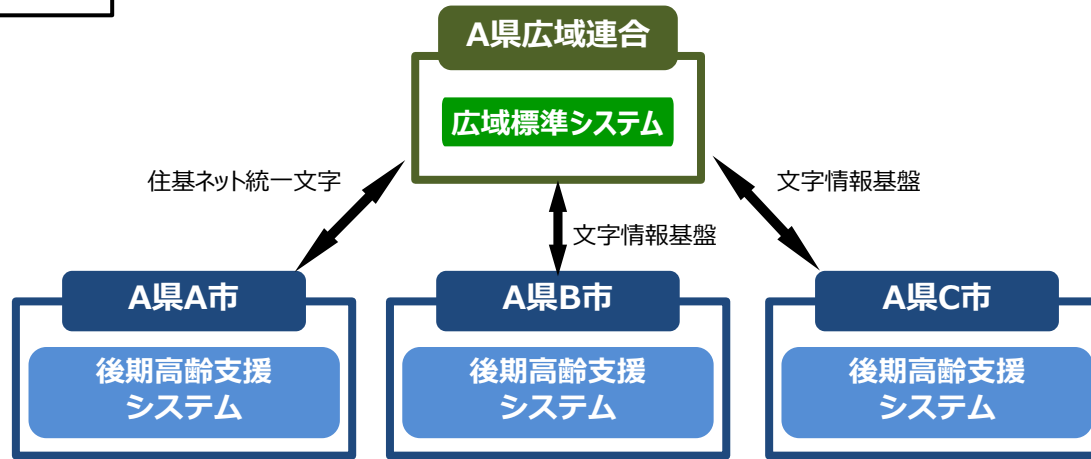 A県広域連合
広域標準システム
住基ネット統一文字
文字情報基盤
文字情報基盤
A県A市
A県B市
A県C市
後期高齢支援
システム
後期高齢支援
システム
後期高齢支援
システム